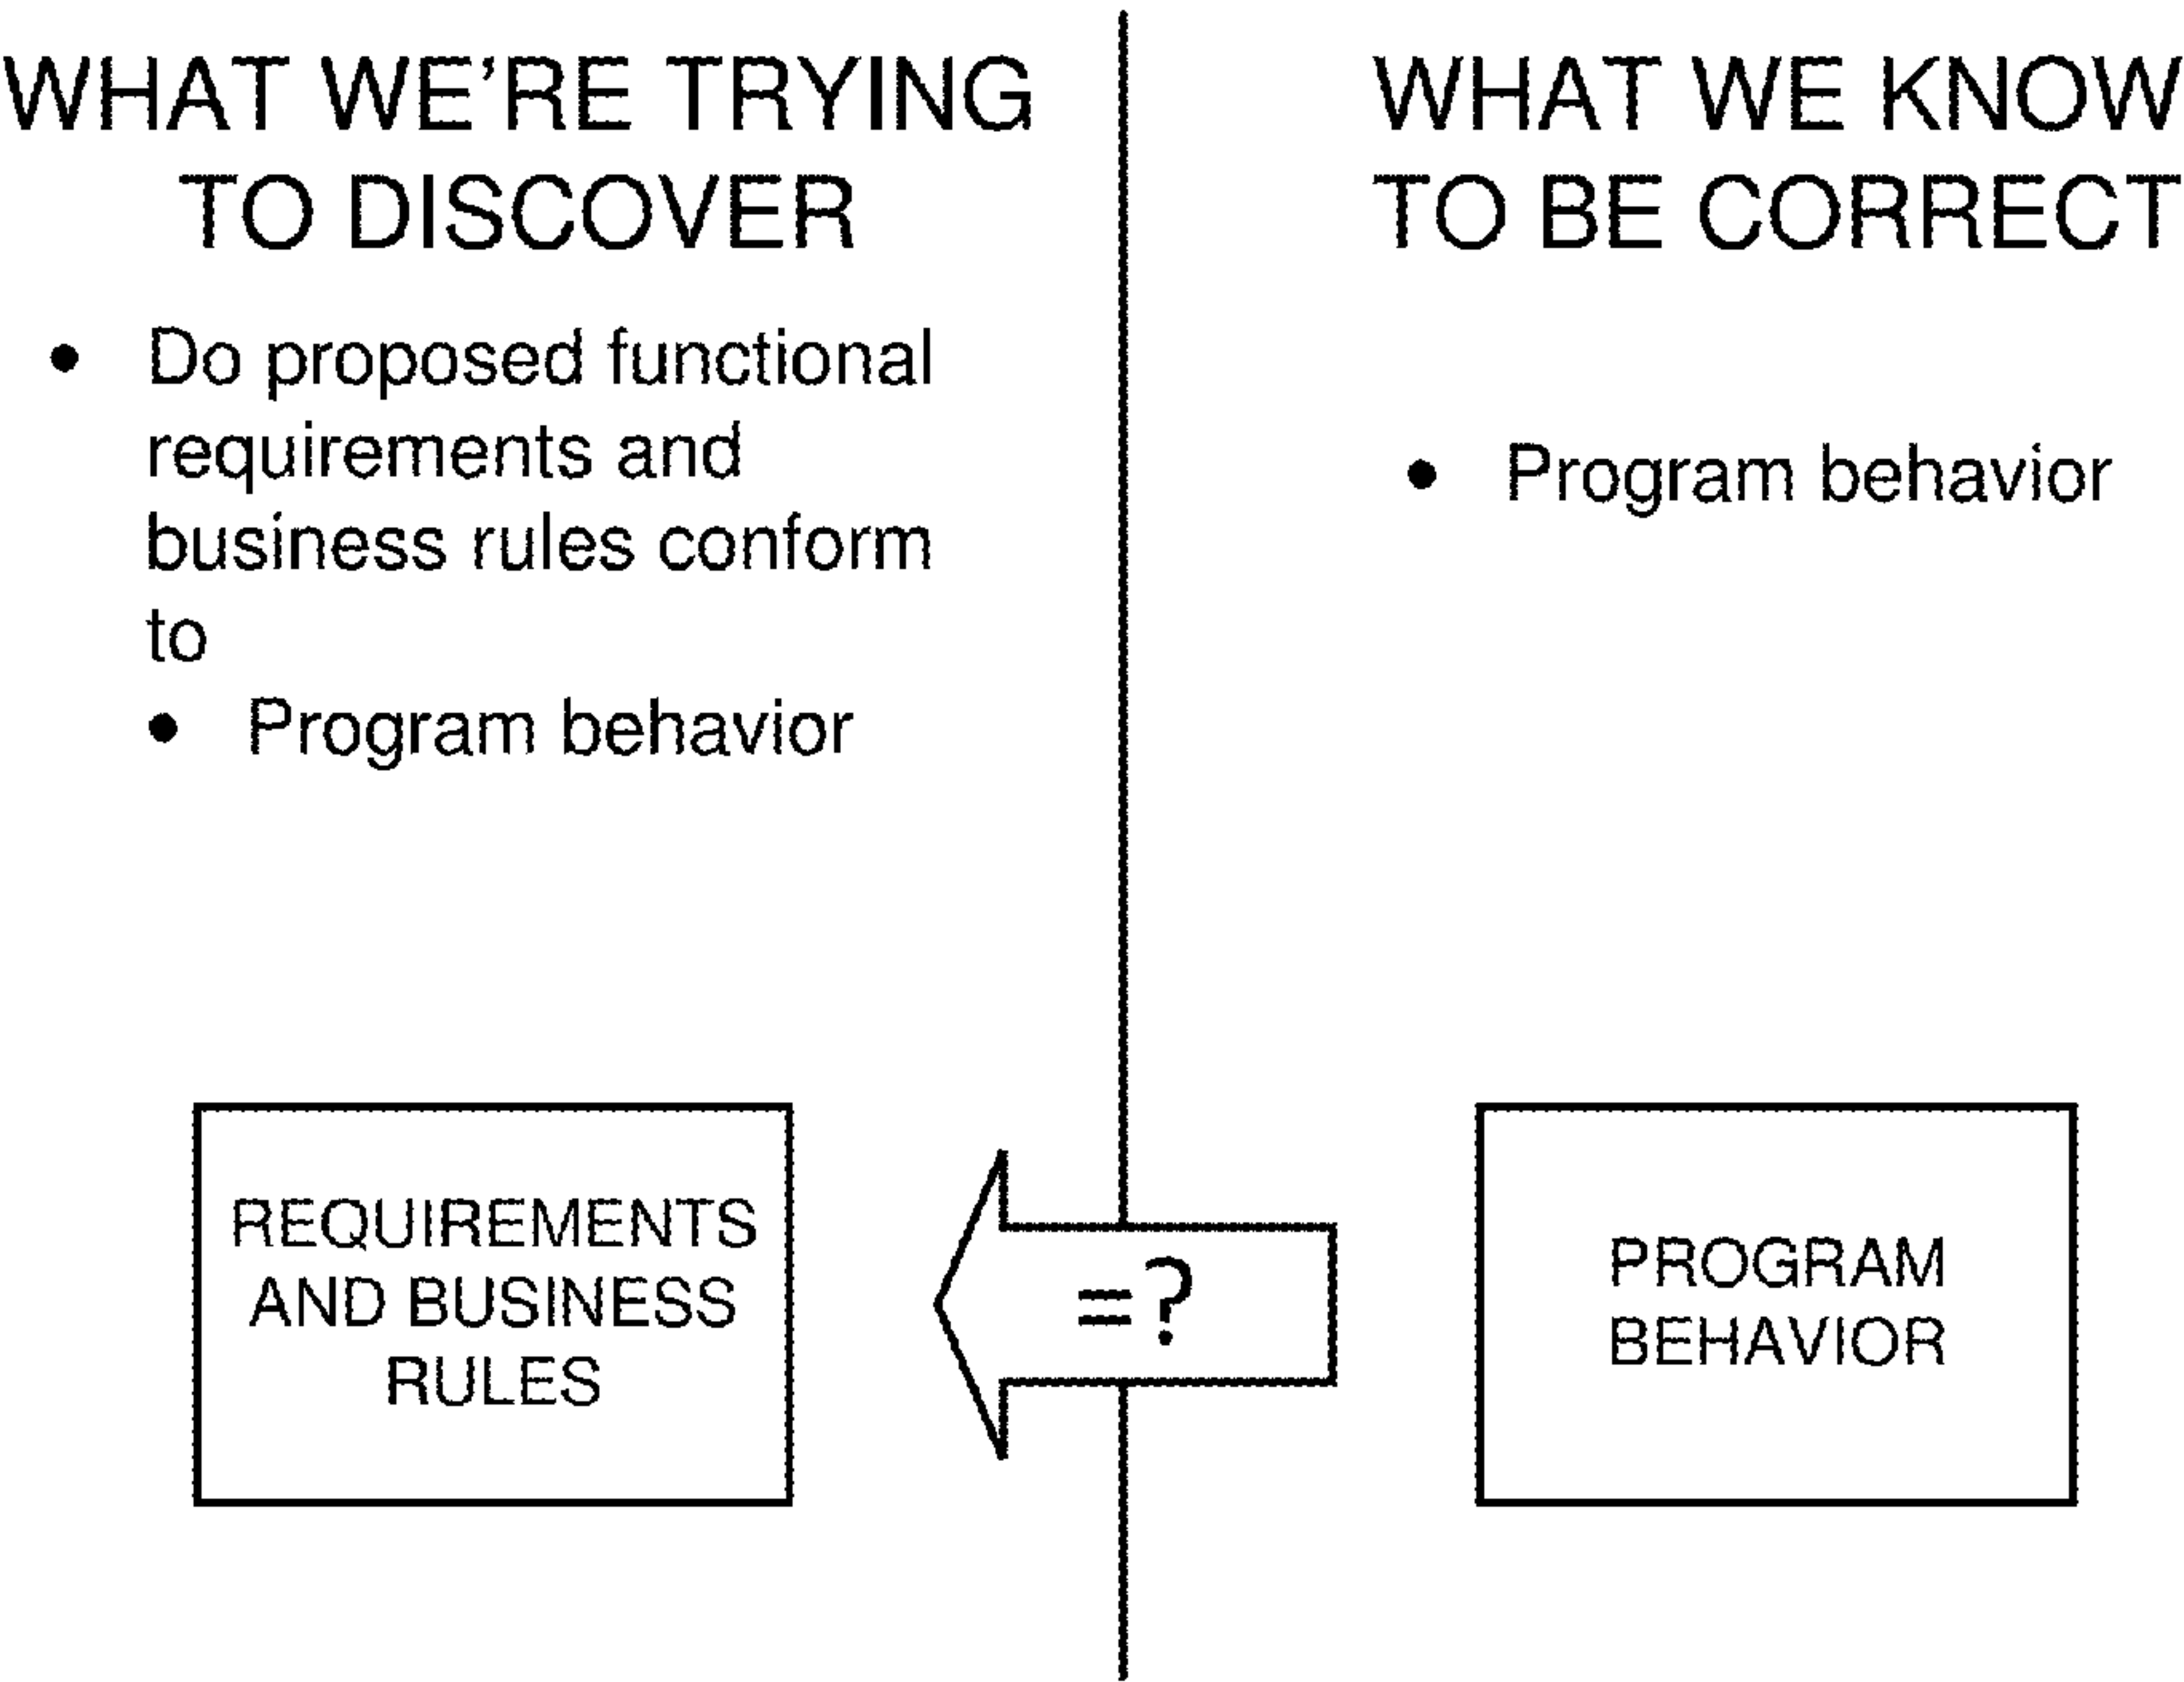 WHAT WE'RE TRYING
TO DISCOVER
• Do proposed functional
requirements and
business rules conform
to
• Program behavior
WHAT WE KNOW
TO BE CORRECT
• Program behavior
REQUIREMENTS
AND BUSINESS
RULES
=?
PROGRAM
BEHAVIOR